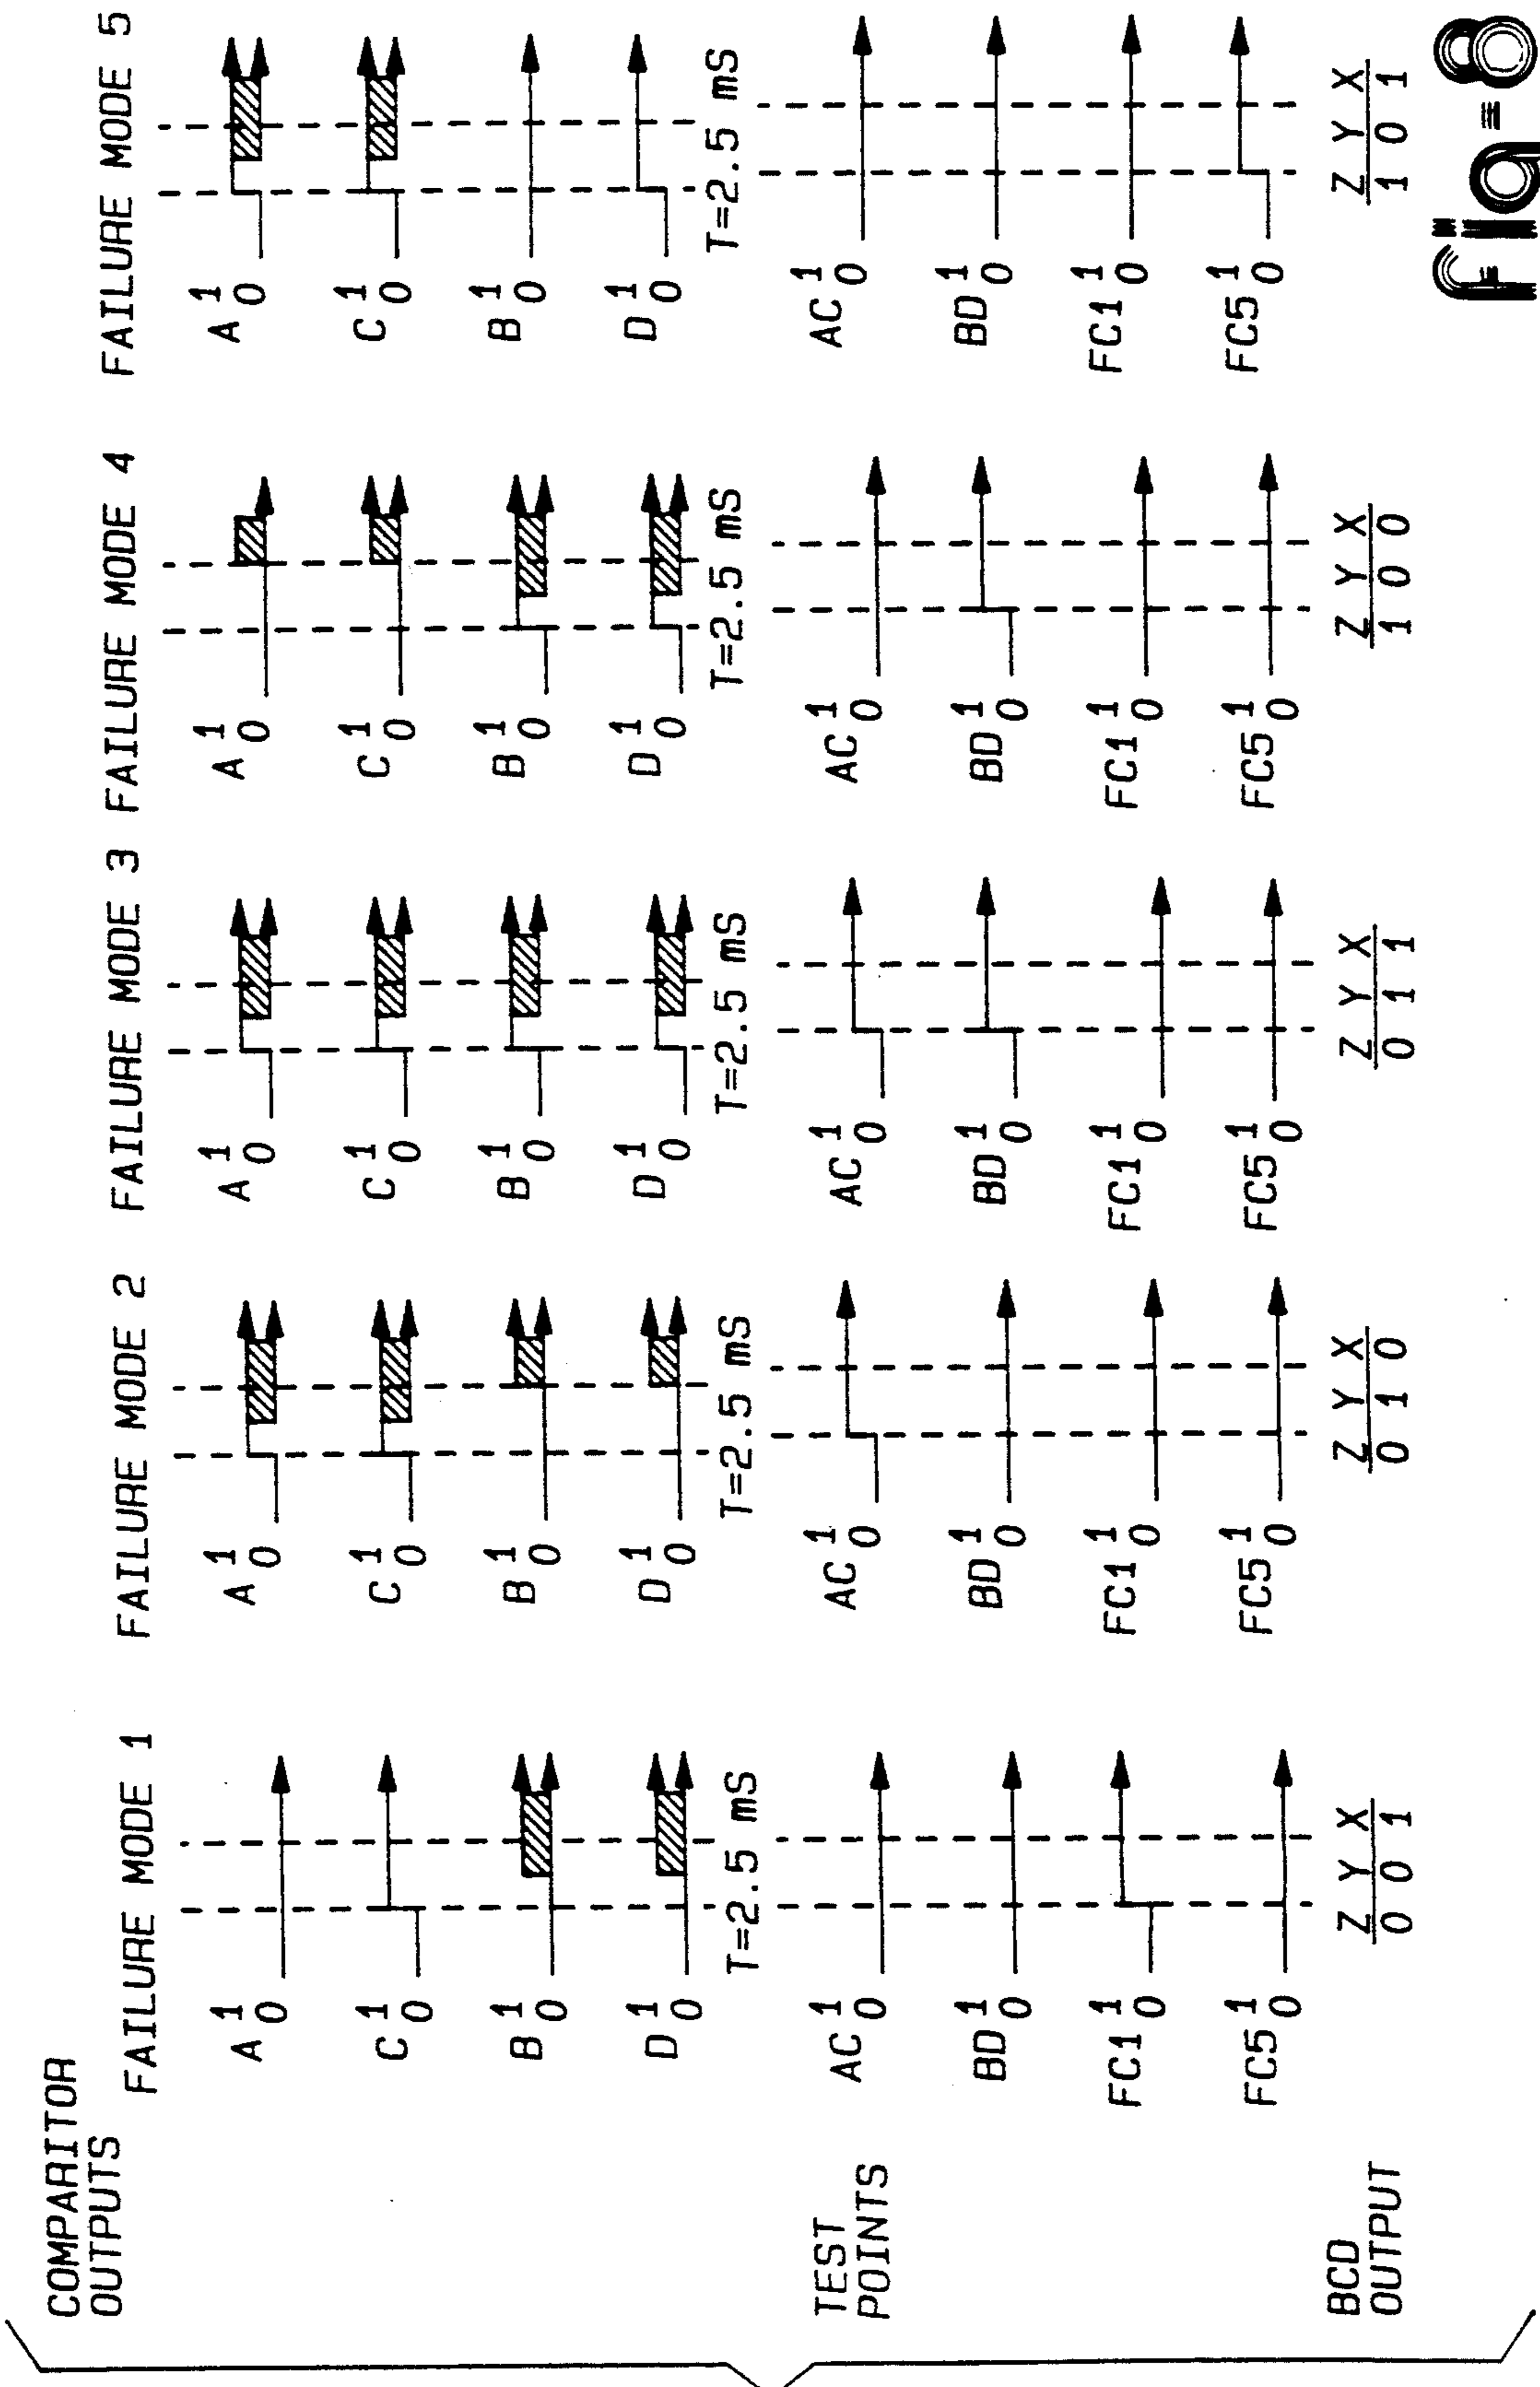 COMPARITOR
OUTPUTS
FAILURE MODE 1 FAILURE MODE 2 FAILURE MODE 3 FAILURE MODE 4 FAILURE MODE 5
A 1 0 A 1 0 A 1 0 A 1 0 A 1 0
C 1 0 C 1 0 C 1 0 C 1 0 C 1 0
B 1 0 B 1 0 B 1 0 B 1 0 B 1 0
D 1 0 D 1 0 D 1 0 D 1 0 D 1 0
T=2.5 mS T=2.5 mS T=2.5 mS T=2.5 mS T=2.5 mS
TEST
POINTS
AC 1 0 AC 1 0 AC 1 0 AC 1 0 AC 1 0
BD 1 0 BD 1 0 BD 1 0 BD 1 0 BD 1 0
FC1 1 0 FC1 1 0 FC1 1 0 FC1 1 0 FC1 1 0
FC5 1 0 FC5 1 0 FC5 1 0 FC5 1 0 FC5 1 0
BCD
OUTPUT
Z Y X Z Y X Z Y X Z Y X Z Y X
0 0 1 0 1 0 0 1 1 1 0 0 1 0 1
Fig-8